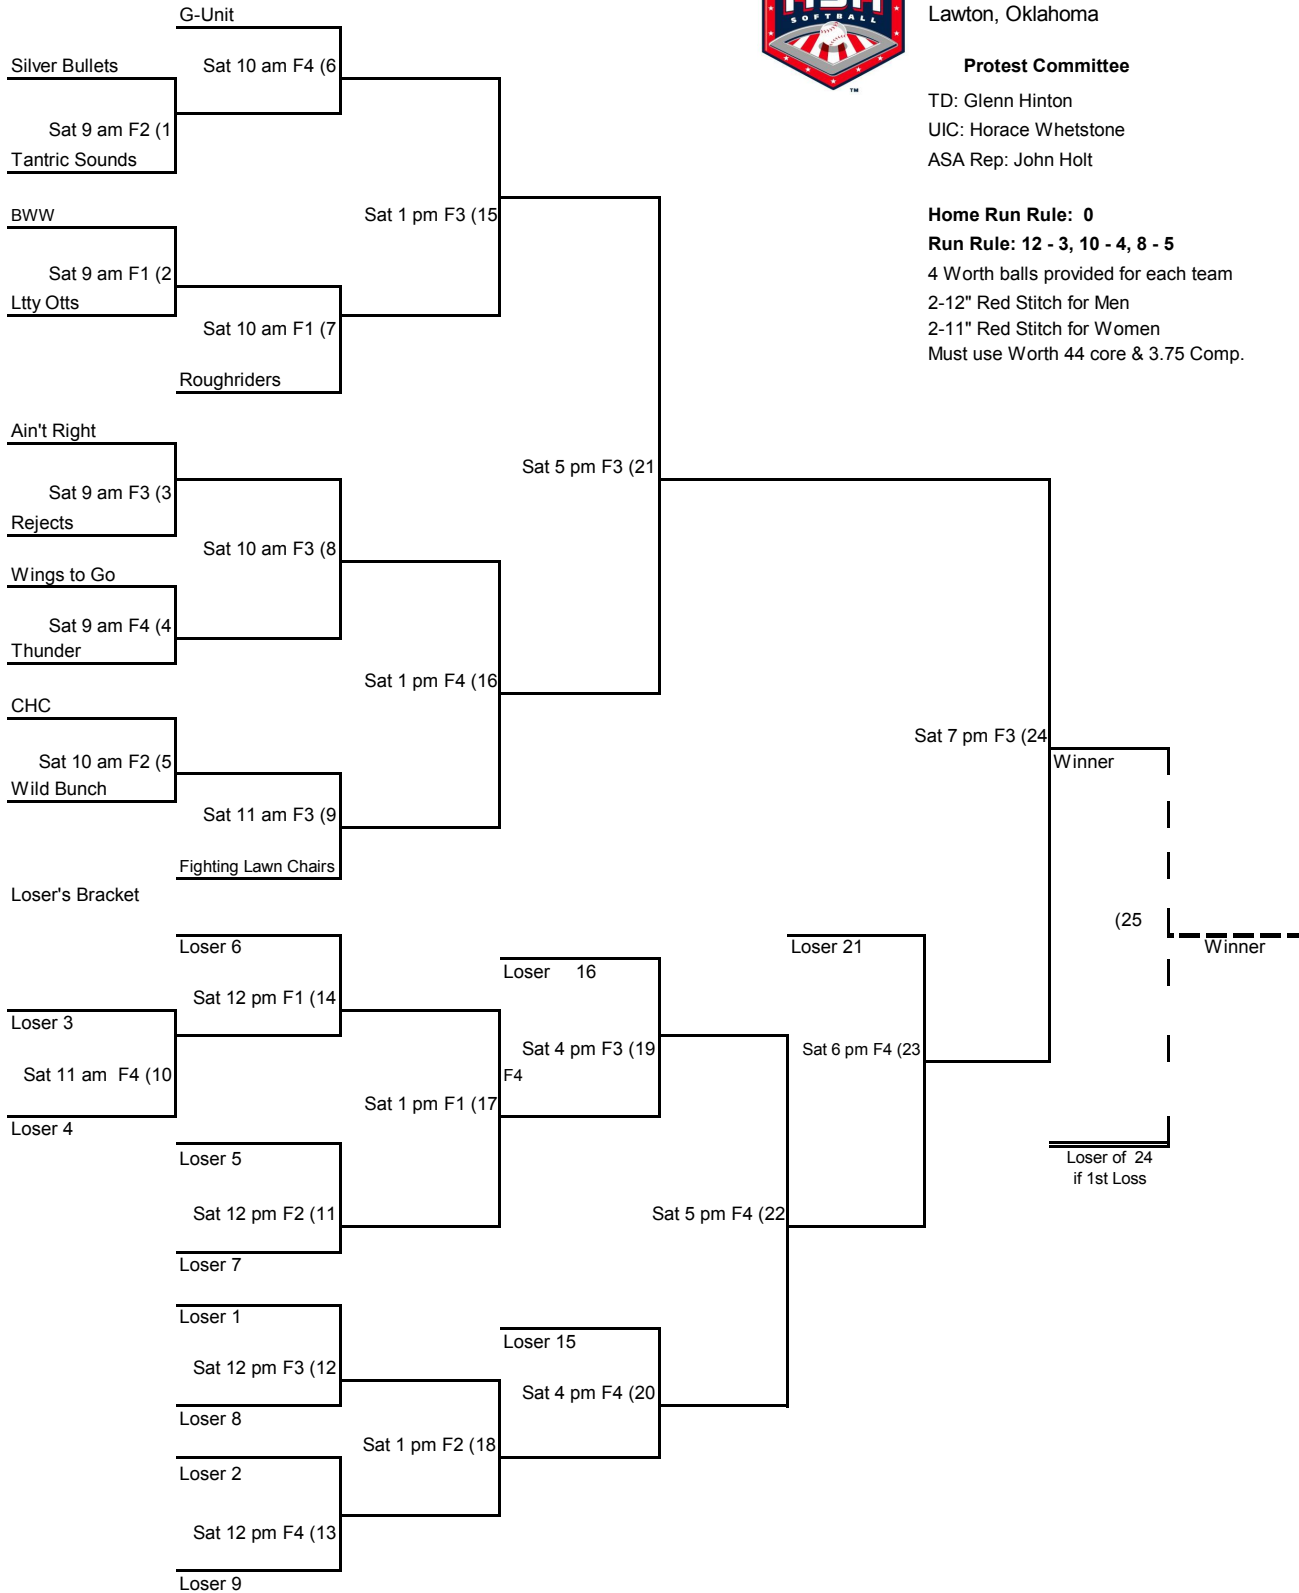 G-Unit
Silver Bullets
Sat 10 am F4 (6
Sat 9 am F2 (1
Tantric Sounds
BWW
Sat 1 pm F3 (15
Sat 9 am F1 (2
Ltty Otts
Sat 10 am F1 (7
Roughriders
Ain't Right
Sat 5 pm F3 (21
Sat 9 am F3 (3
Rejects
Sat 10 am F3 (8
Wings to Go
Sat 9 am F4 (4
Thunder
Sat 1 pm F4 (16
CHC
Sat 7 pm F3 (24
Winner
Sat 10 am F2 (5
Wild Bunch
Sat 11 am F3 (9
Fighting Lawn Chairs
ASA
SOFTBALL
TM
Lawton, Oklahoma
Protest Committee
TD: Glenn Hinton
UIC: Horace Whetstone
ASA Rep: John Holt
Home Run Rule: 0
Run Rule: 12 - 3, 10 - 4, 8 - 5
4 Worth balls provided for each team
2-12" Red Stitch for Men
2-11" Red Stitch for Women
Must use Worth 44 core & 3.75 Comp.
Loser's Bracket
(25
Winner
Loser 6
Loser 21
Loser 16
Sat 12 pm F1 (14
Loser 3
Sat 4 pm F3 (19
Sat 6 pm F4 (23
Sat 11 am F4 (10
F4
Sat 1 pm F1 (17
Loser 4
Loser 5
Loser of 24
if 1st Loss
Sat 12 pm F2 (11
Sat 5 pm F4 (22
Loser 7
Loser 1
Loser 15
Sat 12 pm F3 (12
Sat 4 pm F4 (20
Loser 8
Sat 1 pm F2 (18
Loser 2
Sat 12 pm F4 (13
Loser 9